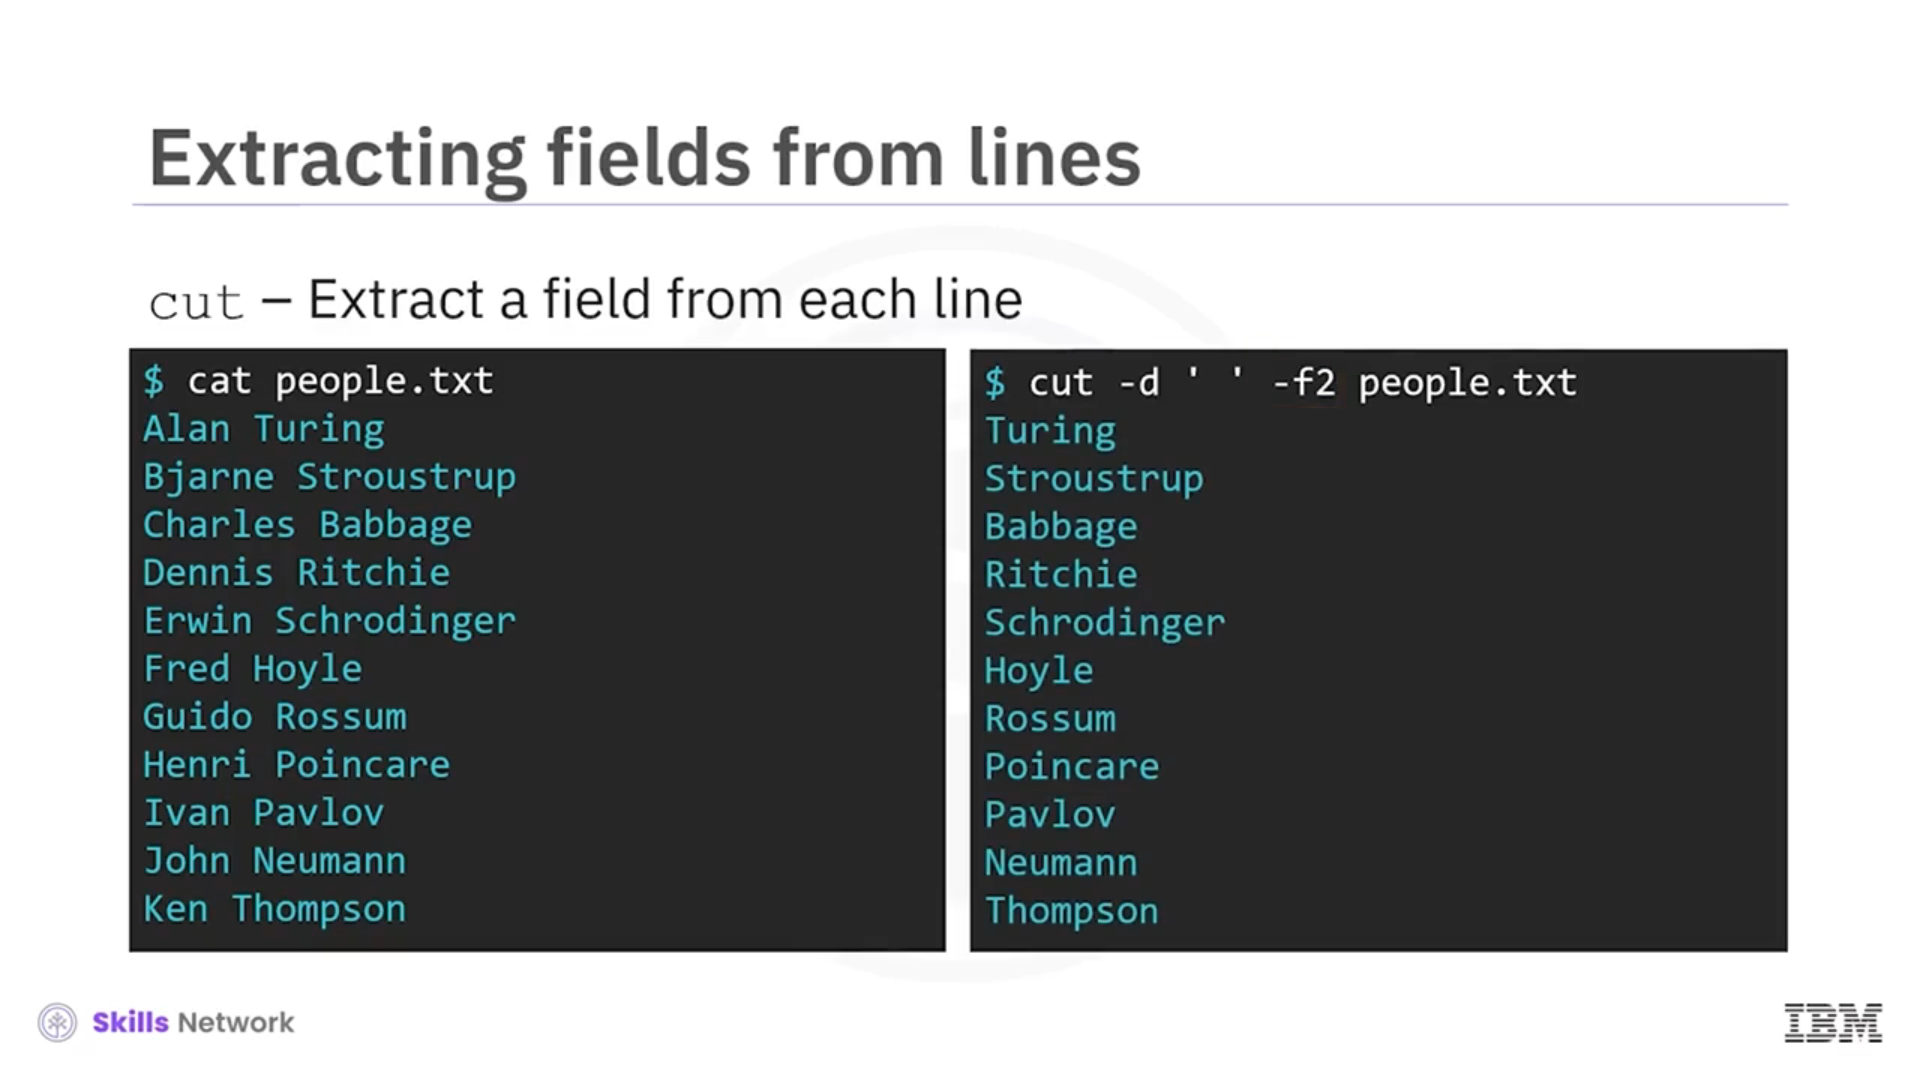 Extracting fields from lines
cut – Extract a field from each line
$ cat people.txt
Alan Turing
Bjarne Stroustrup
Charles Babbage
Dennis Ritchie
Erwin Schrodinger
Fred Hoyle
Guido Rossum
Henri Poincare
Ivan Pavlov
John Neumann
Ken Thompson
$ cut -d ' ' -f2 people.txt
Turing
Stroustrup
Babbage
Ritchie
Schrodinger
Hoyle
Rossum
Poincare
Pavlov
Neumann
Thompson
Skills Network
IBM